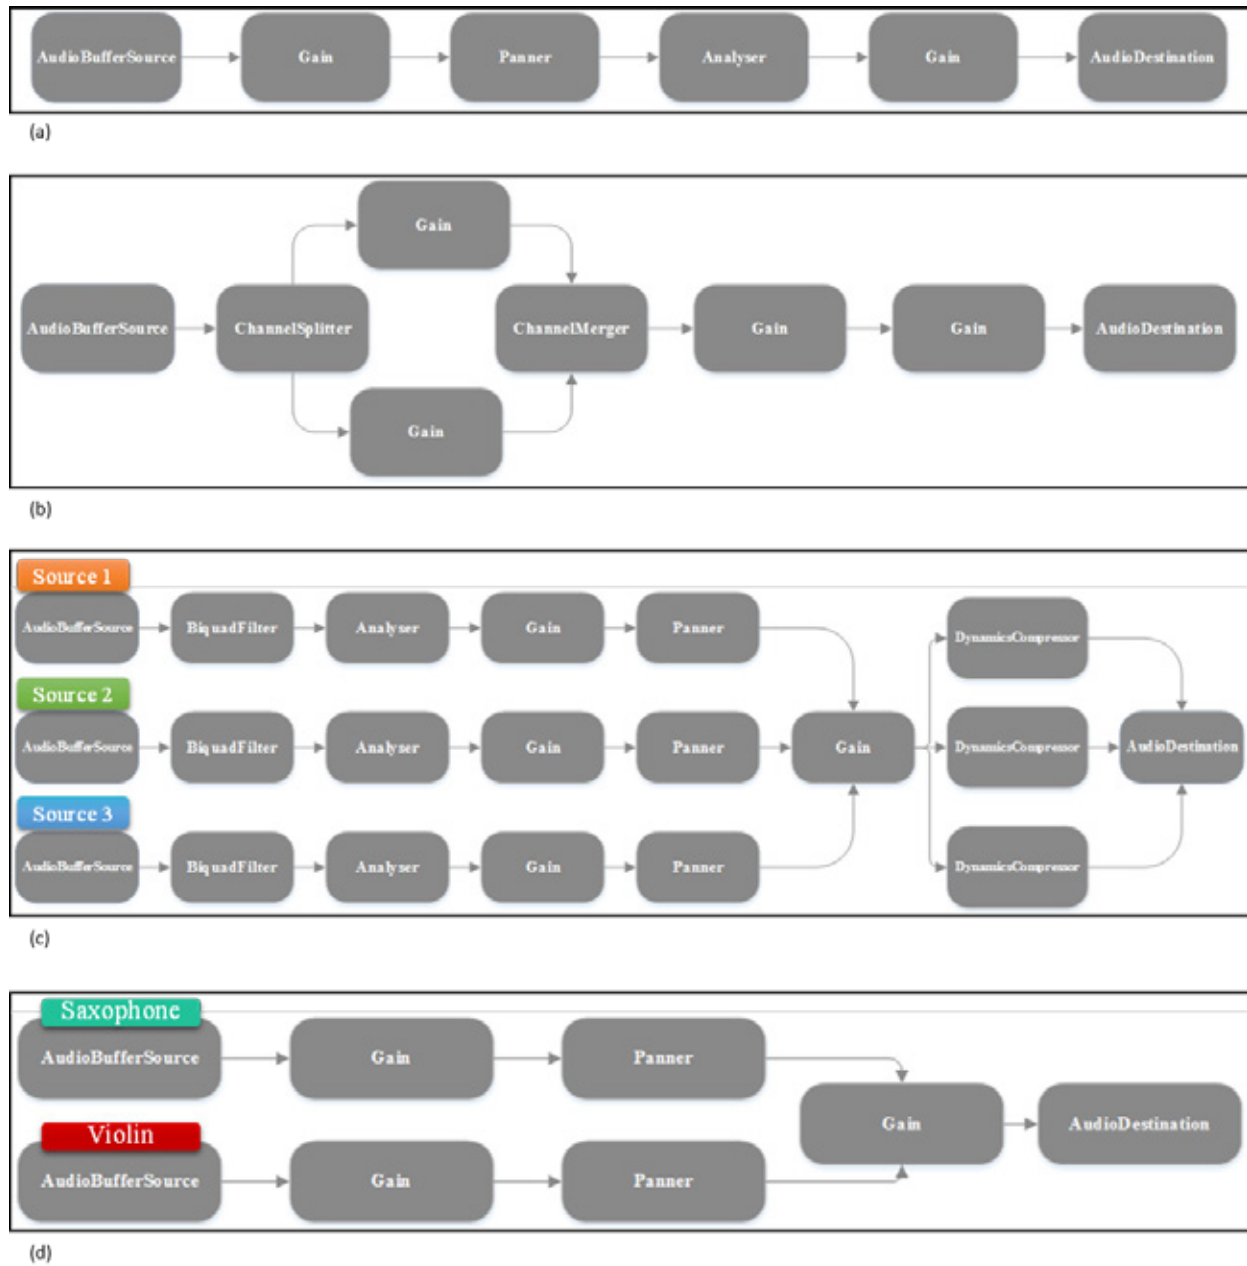 AudioBufferSource Gain Panner Analyser Gain AudioDestination
(a)
Gain
AudioBufferSource ChannelSplitter ChannelMerger Gain Gain AudioDestination
Gain
(b)
Source 1
AudioBufferSource BiquadFilter Analyser Gain Panner DynamicsCompressor
Source 2
AudioBufferSource BiquadFilter Analyser Gain Panner Gain DynamicsCompressor AudioDestination
Source 3
AudioBufferSource BiquadFilter Analyser Gain Panner DynamicsCompressor
(c)
Saxophone
AudioBufferSource Gain Panner
Gain AudioDestination
Violin
AudioBufferSource Gain Panner
(d)